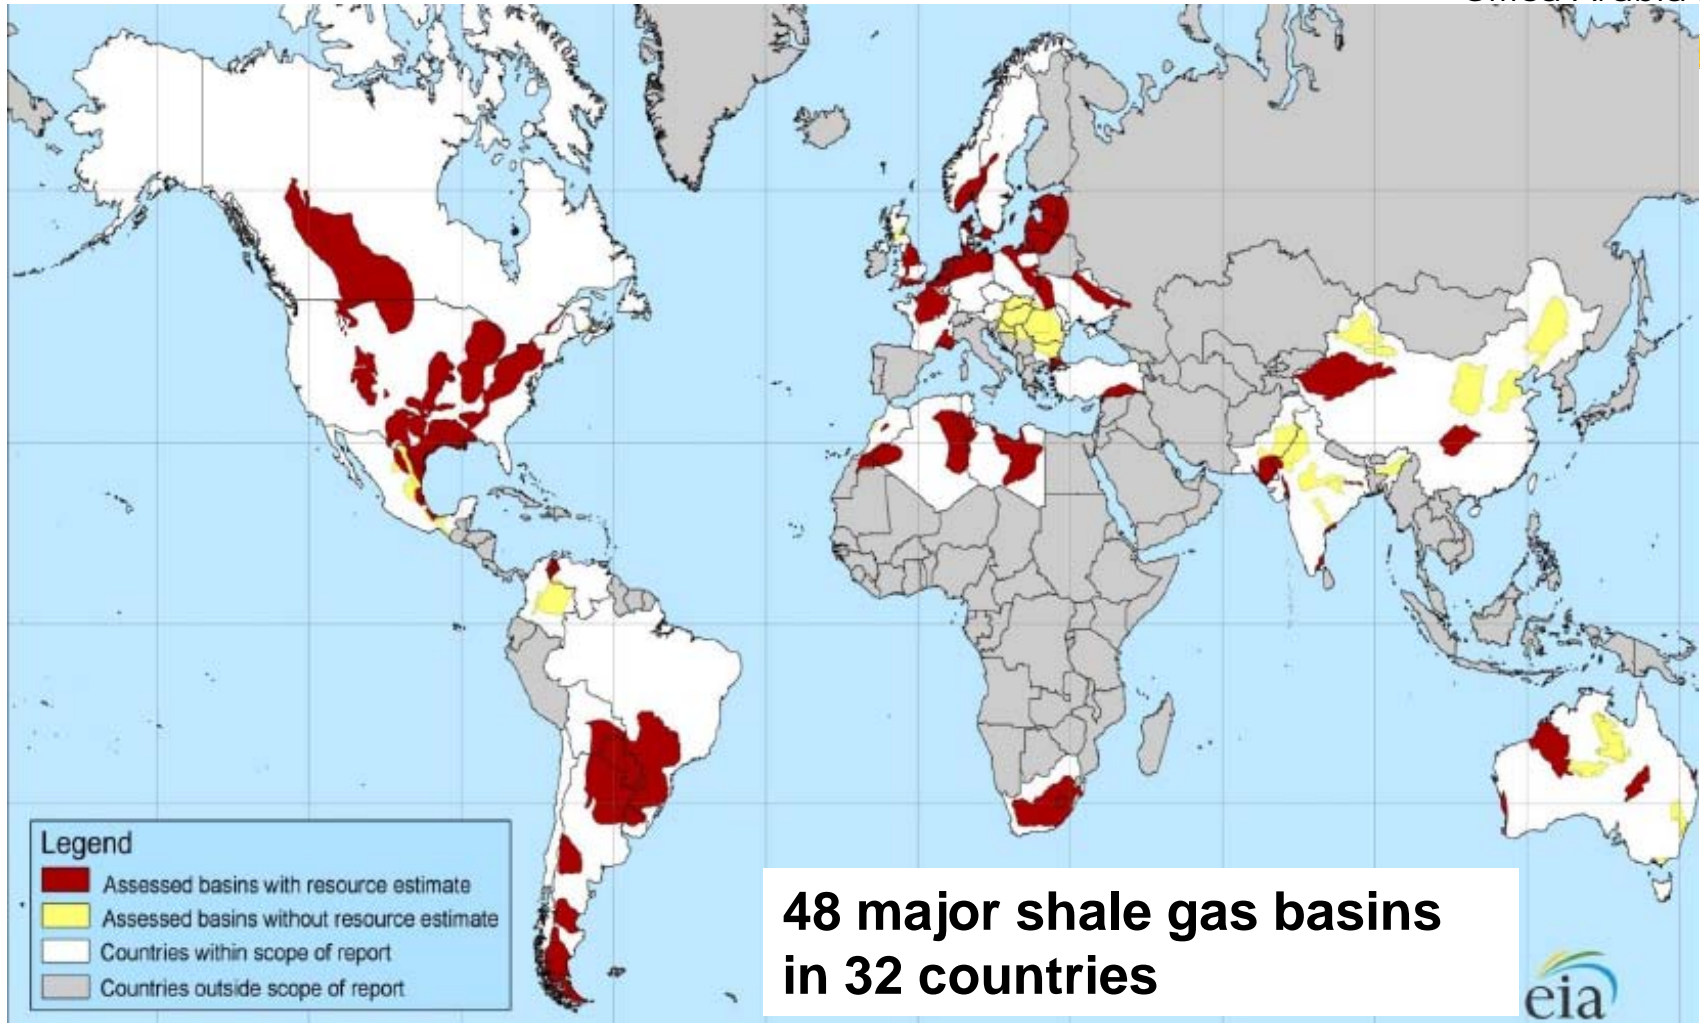 Legend
Assessed basins with resource estimate
Assessed basins without resource estimate
Countries within scope of report
Countries outside scope of report
48 major shale gas basins
in 32 countries
eia